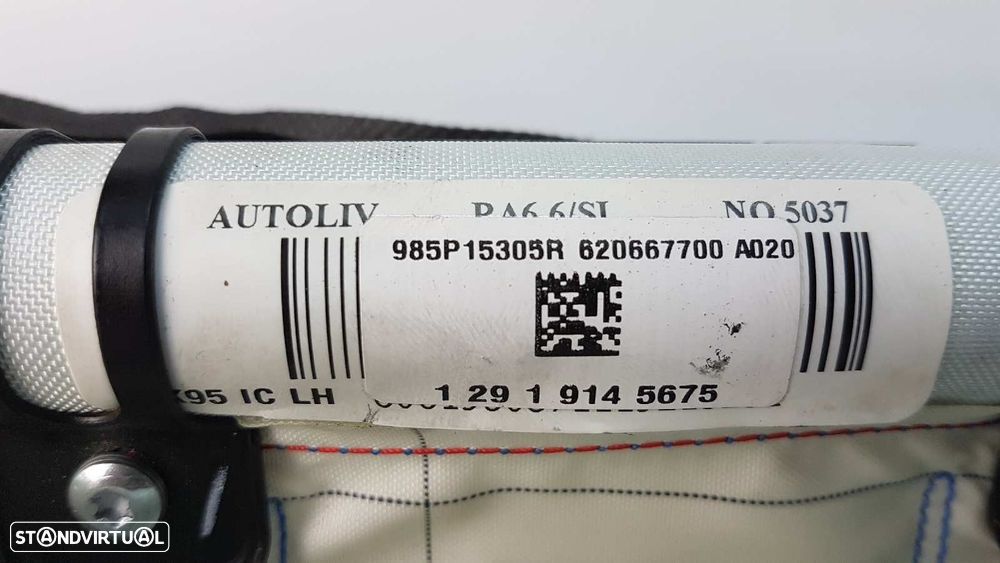 AUTOLIV NO 5037
985P15305R 620667700 A020
X95 IC LH 1 29 1 914 5675
STANDVIRTUAL